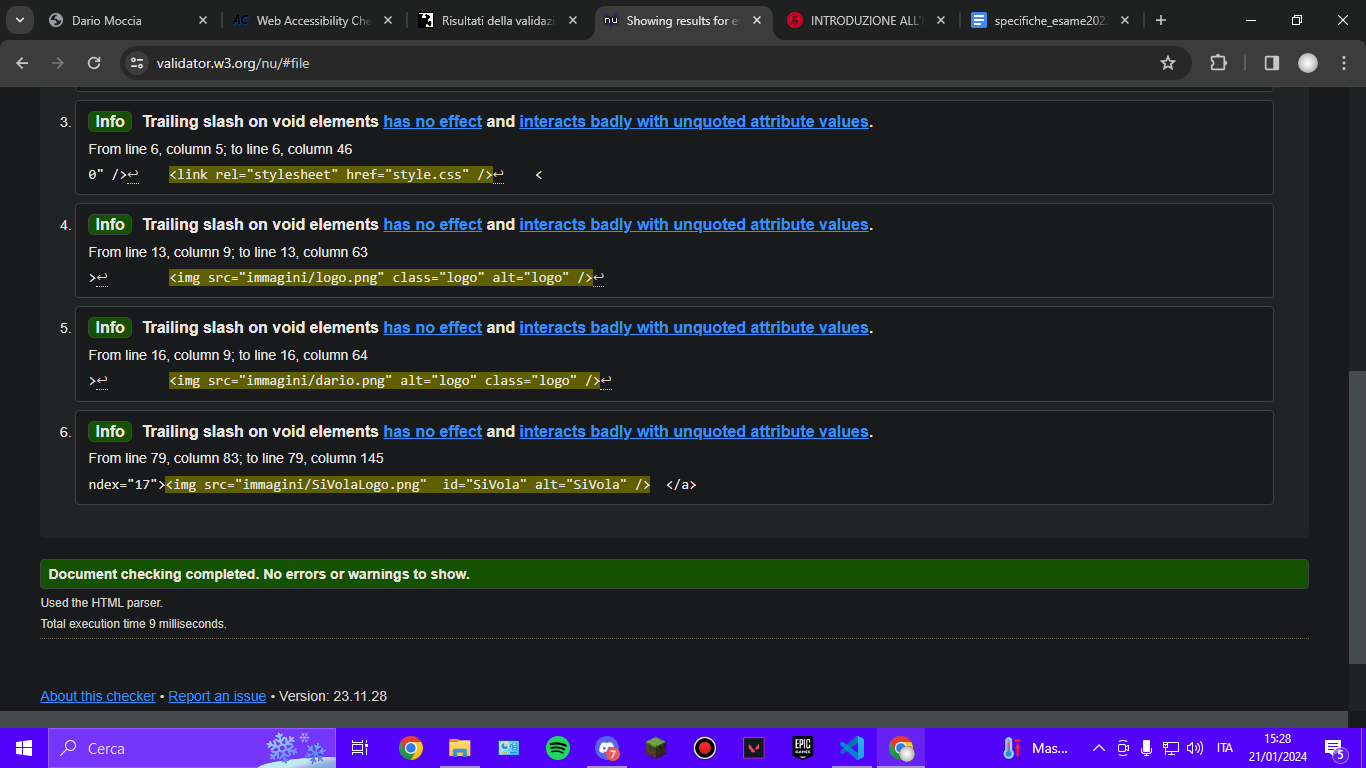 Dario Moccia
AC Web Accessibility Che
Risultati della validazi
nu Showing results for e
INTRODUZIONE ALL'
specifiche_esame202
validator.w3.org/nu/#file
3. Info Trailing slash on void elements has no effect and interacts badly with unquoted attribute values.
From line 6, column 5; to line 6, column 46
0" />↩ <link rel="stylesheet" href="style.css" />↩ <
4. Info Trailing slash on void elements has no effect and interacts badly with unquoted attribute values.
From line 13, column 9; to line 13, column 63
>↩ <img src="immagini/logo.png" class="logo" alt="logo" />↩
5. Info Trailing slash on void elements has no effect and interacts badly with unquoted attribute values.
From line 16, column 9; to line 16, column 64
>↩ <img src="immagini/dario.png" alt="logo" class="logo" />↩
6. Info Trailing slash on void elements has no effect and interacts badly with unquoted attribute values.
From line 79, column 83; to line 79, column 145
ndex="17"><img src="immagini/SiVolaLogo.png"  id="SiVola" alt="SiVola" />  </a>
Document checking completed. No errors or warnings to show.
Used the HTML parser.
Total execution time 9 milliseconds.
About this checker • Report an issue • Version: 23.11.28
Cerca
7
EPIC
GAMES
Mas...
ITA
15:28
21/01/2024
5